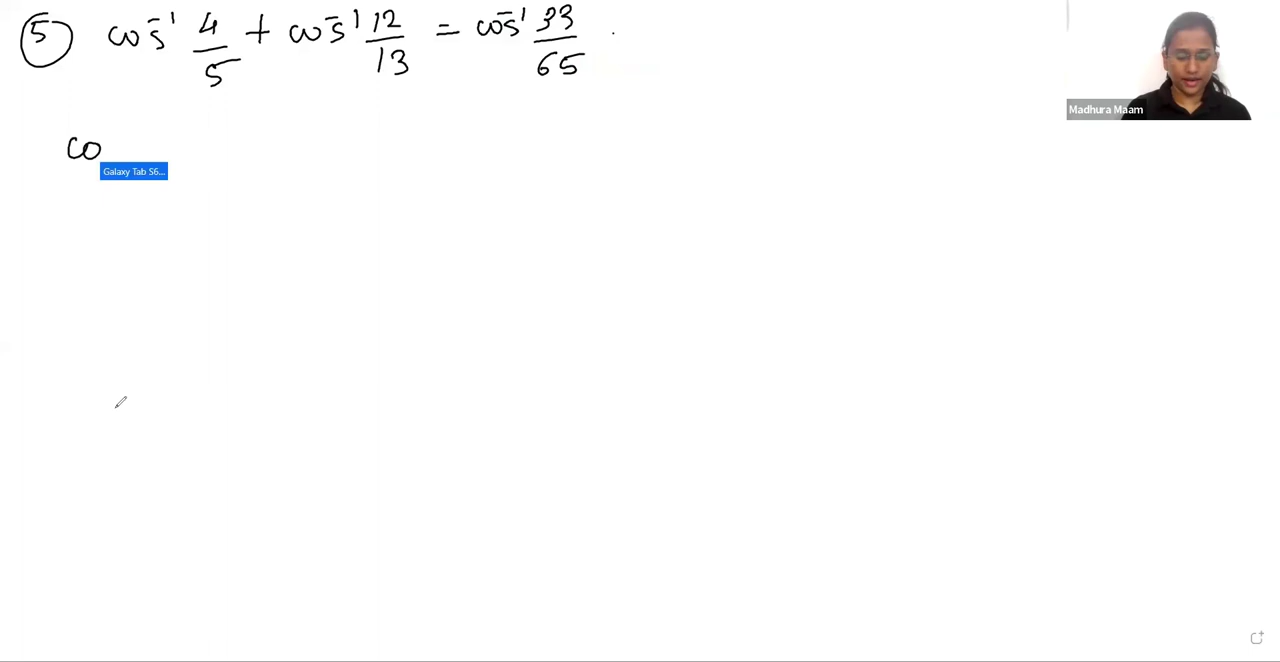 ⑤ cos⁻¹ 4/5 + cos⁻¹ 12/13 = cos⁻¹ 33/65 .
Madhura Maam
co
Galaxy Tab S6...